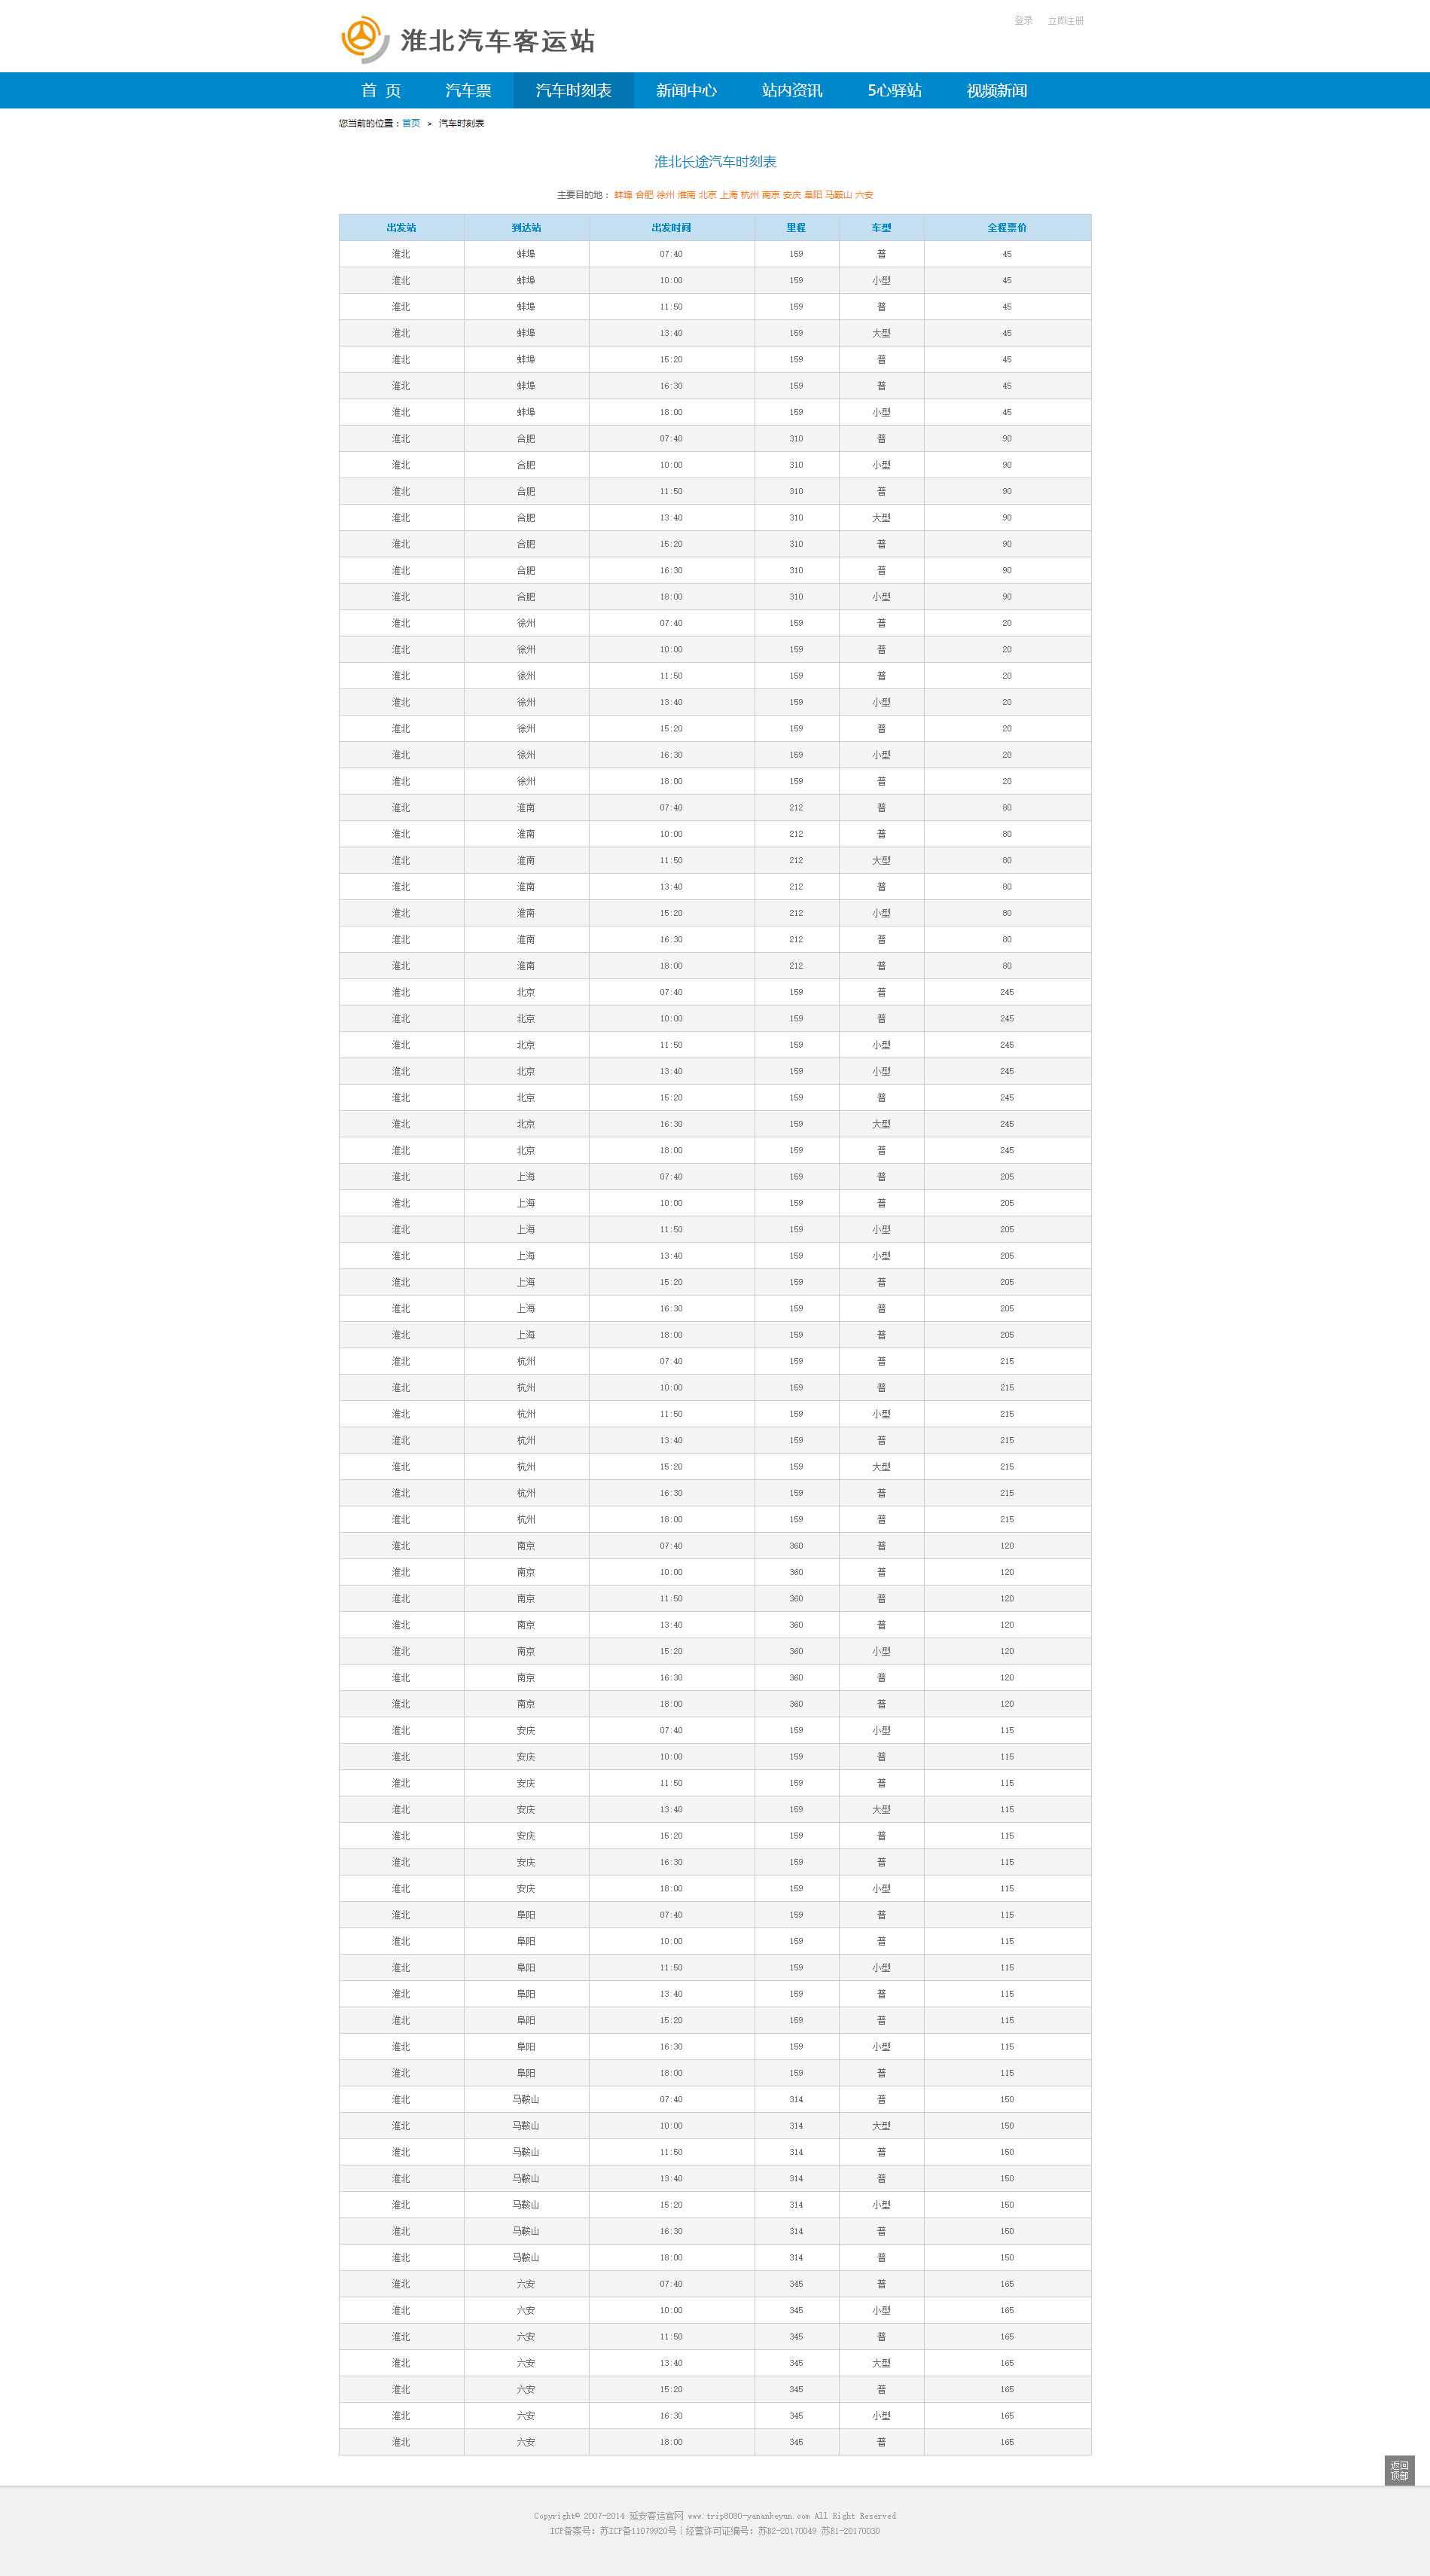 登录 立即注册
淮北汽车客运站
首 页 汽车票 汽车时刻表 新闻中心 站内资讯 5心驿站 视频新闻
您当前的位置：首页 > 汽车时刻表
淮北长途汽车时刻表
主要目的地： 蚌埠 合肥 徐州 淮南 北京 上海 杭州 南京 安庆 阜阳 马鞍山 六安
出发站 到达站 出发时间 里程 车型 全程票价
淮北 蚌埠 07:40 159 普 45
淮北 蚌埠 10:00 159 小型 45
淮北 蚌埠 11:50 159 普 45
淮北 蚌埠 13:40 159 大型 45
淮北 蚌埠 15:20 159 普 45
淮北 蚌埠 16:30 159 普 45
淮北 蚌埠 18:00 159 小型 45
淮北 合肥 07:40 310 普 90
淮北 合肥 10:00 310 小型 90
淮北 合肥 11:50 310 普 90
淮北 合肥 13:40 310 大型 90
淮北 合肥 15:20 310 普 90
淮北 合肥 16:30 310 普 90
淮北 合肥 18:00 310 小型 90
淮北 徐州 07:40 159 普 20
淮北 徐州 10:00 159 普 20
淮北 徐州 11:50 159 普 20
淮北 徐州 13:40 159 小型 20
淮北 徐州 15:20 159 普 20
淮北 徐州 16:30 159 小型 20
淮北 徐州 18:00 159 普 20
淮北 淮南 07:40 212 普 80
淮北 淮南 10:00 212 普 80
淮北 淮南 11:50 212 大型 80
淮北 淮南 13:40 212 普 80
淮北 淮南 15:20 212 小型 80
淮北 淮南 16:30 212 普 80
淮北 淮南 18:00 212 普 80
淮北 北京 07:40 159 普 245
淮北 北京 10:00 159 普 245
淮北 北京 11:50 159 小型 245
淮北 北京 13:40 159 小型 245
淮北 北京 15:20 159 普 245
淮北 北京 16:30 159 大型 245
淮北 北京 18:00 159 普 245
淮北 上海 07:40 159 普 205
淮北 上海 10:00 159 普 205
淮北 上海 11:50 159 小型 205
淮北 上海 13:40 159 小型 205
淮北 上海 15:20 159 普 205
淮北 上海 16:30 159 普 205
淮北 上海 18:00 159 普 205
淮北 杭州 07:40 159 普 215
淮北 杭州 10:00 159 普 215
淮北 杭州 11:50 159 小型 215
淮北 杭州 13:40 159 普 215
淮北 杭州 15:20 159 大型 215
淮北 杭州 16:30 159 普 215
淮北 杭州 18:00 159 普 215
淮北 南京 07:40 360 普 120
淮北 南京 10:00 360 普 120
淮北 南京 11:50 360 普 120
淮北 南京 13:40 360 普 120
淮北 南京 15:20 360 小型 120
淮北 南京 16:30 360 普 120
淮北 南京 18:00 360 普 120
淮北 安庆 07:40 159 小型 115
淮北 安庆 10:00 159 普 115
淮北 安庆 11:50 159 普 115
淮北 安庆 13:40 159 大型 115
淮北 安庆 15:20 159 普 115
淮北 安庆 16:30 159 普 115
淮北 安庆 18:00 159 小型 115
淮北 阜阳 07:40 159 普 115
淮北 阜阳 10:00 159 普 115
淮北 阜阳 11:50 159 小型 115
淮北 阜阳 13:40 159 普 115
淮北 阜阳 15:20 159 普 115
淮北 阜阳 16:30 159 小型 115
淮北 阜阳 18:00 159 普 115
淮北 马鞍山 07:40 314 普 150
淮北 马鞍山 10:00 314 大型 150
淮北 马鞍山 11:50 314 普 150
淮北 马鞍山 13:40 314 普 150
淮北 马鞍山 15:20 314 小型 150
淮北 马鞍山 16:30 314 普 150
淮北 马鞍山 18:00 314 普 150
淮北 六安 07:40 345 普 165
淮北 六安 10:00 345 小型 165
淮北 六安 11:50 345 普 165
淮北 六安 13:40 345 大型 165
淮北 六安 15:20 345 普 165
淮北 六安 16:30 345 小型 165
淮北 六安 18:00 345 普 165
返回
顶部
Copyright© 2007-2014 延安客运官网 www.trip8080-yanankeyun.com All Right Reserved
ICP备案号: 苏ICP备11079920号 | 经营许可证编号: 苏B2-20170049 苏B1-20170030